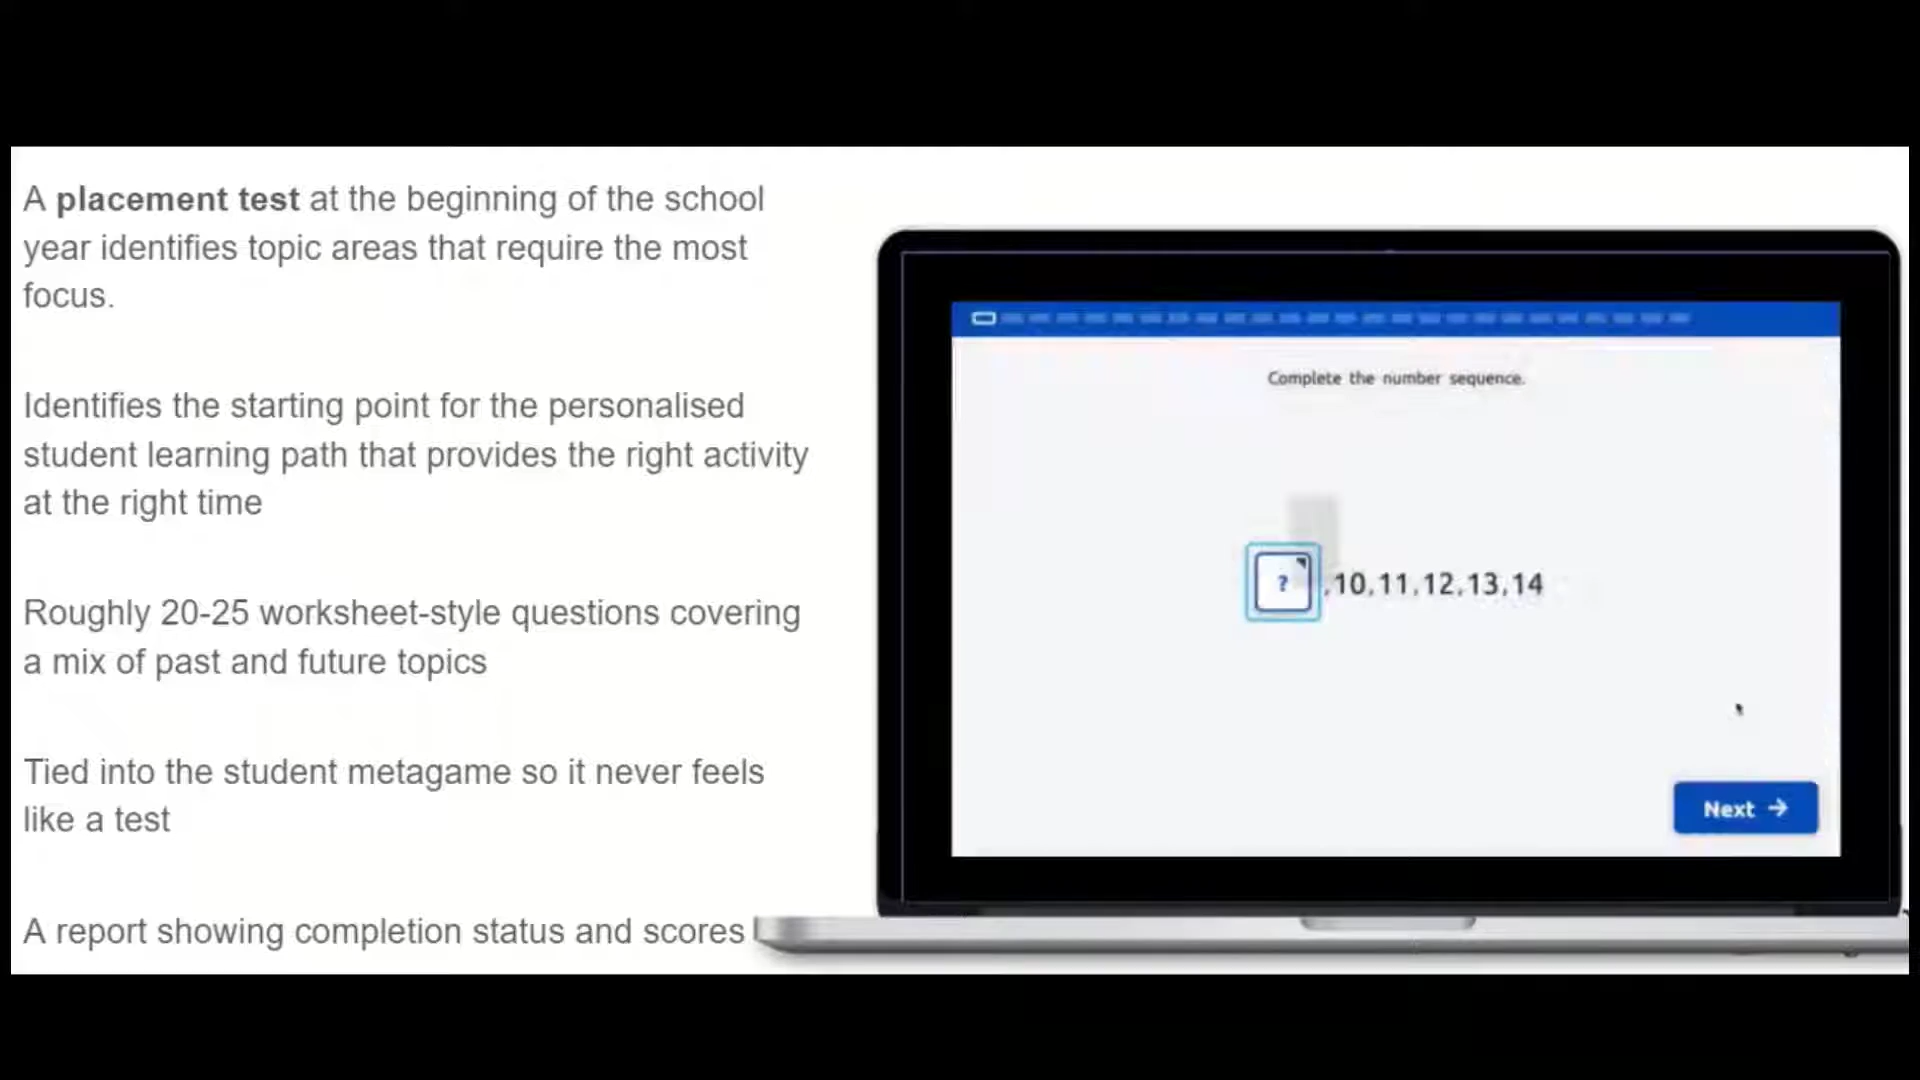 A placement test at the beginning of the school
year identifies topic areas that require the most
focus.
Identifies the starting point for the personalised
student learning path that provides the right activity
at the right time
Roughly 20-25 worksheet-style questions covering
a mix of past and future topics
Tied into the student metagame so it never feels
like a test
A report showing completion status and scores
Complete the number sequence.
? ,10,11,12,13,14
Next →